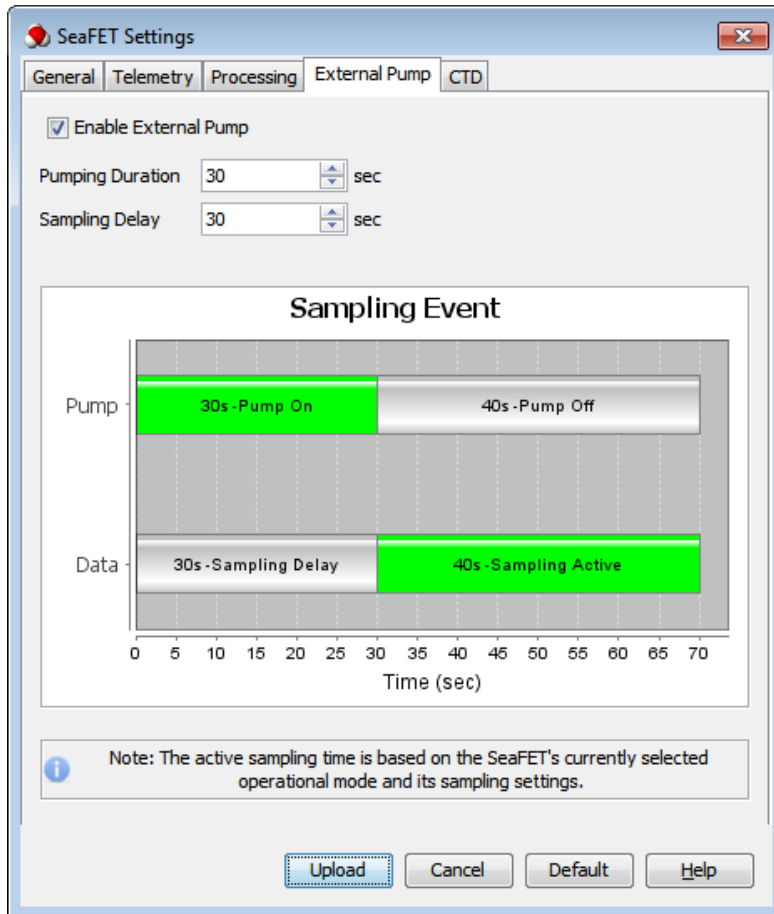 SeaFET Settings
General Telemetry Processing External Pump CTD
Enable External Pump
Pumping Duration 30 sec
Sampling Delay 30 sec
Sampling Event
Pump 30s-Pump On 40s-Pump Off
Data 30s-Sampling Delay 40s-Sampling Active
0 5 10 15 20 25 30 35 40 45 50 55 60 65 70
Time (sec)
Note: The active sampling time is based on the SeaFET's currently selected
operational mode and its sampling settings.
Upload Cancel Default Help